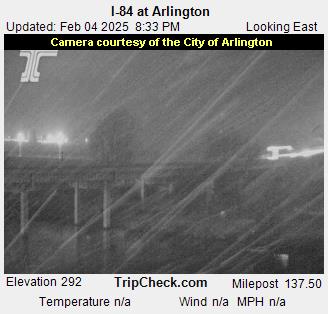 I-84 at Arlington
Updated: Feb 04 2025 8:33 PM Looking East
Camera courtesy of the City of Arlington
Elevation 292 TripCheck.com Milepost 137.50
Temperature n/a Wind n/a MPH n/a